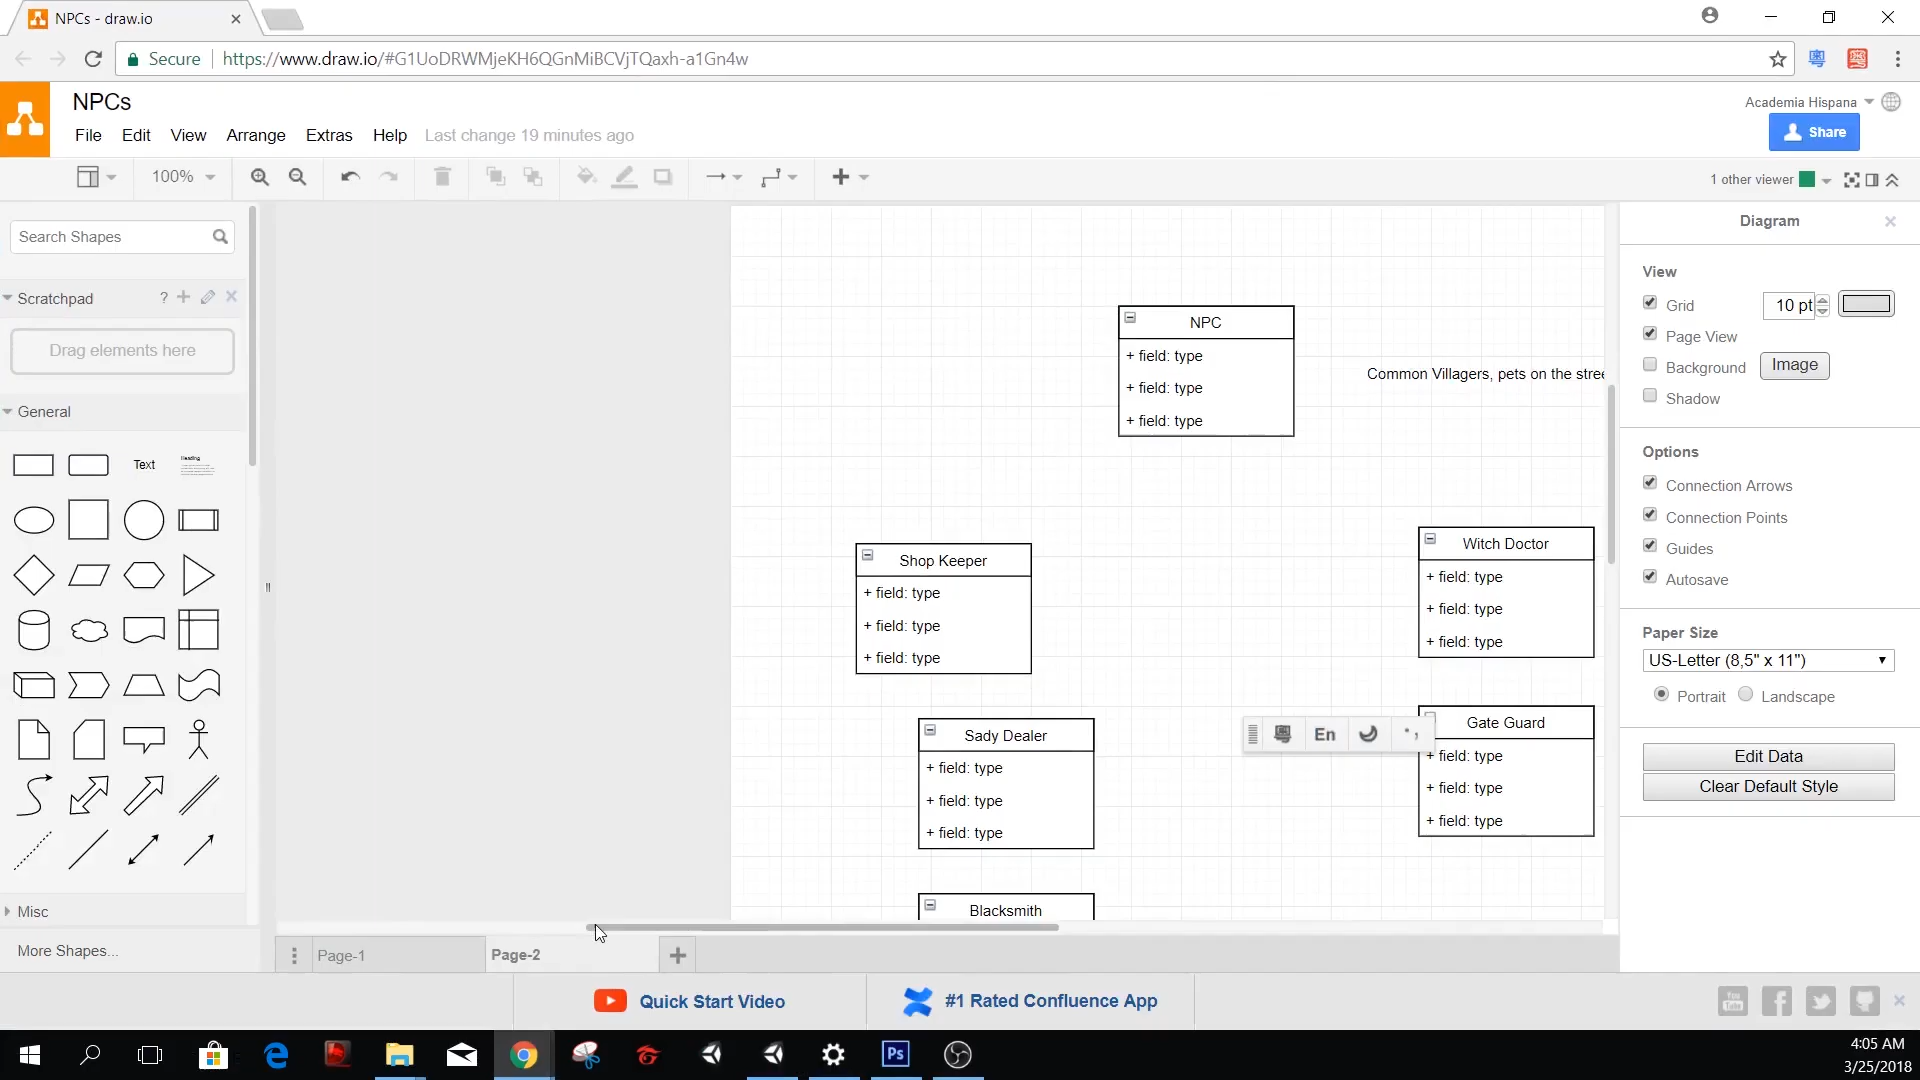 NPCs - draw.io
Secure
https://www.draw.io/#G1UoDRWMjeKH6QGnMiBCVjTQaxh-a1Gn4w
NPCs
Academia Hispana
File Edit View Arrange Extras Help Last change 19 minutes ago
Share
100%
1 other viewer
Search Shapes
Scratchpad
?
Drag elements here
General
Text
Heading
Misc
More Shapes...
NPC
+ field: type
+ field: type
+ field: type
Common Villagers, pets on the stree
Shop Keeper
+ field: type
+ field: type
+ field: type
Witch Doctor
+ field: type
+ field: type
+ field: type
Sady Dealer
+ field: type
+ field: type
+ field: type
Gate Guard
+ field: type
+ field: type
+ field: type
粤 En
Blacksmith
Diagram
View
Grid
10 pt
Page View
Background
Image
Shadow
Options
Connection Arrows
Connection Points
Guides
Autosave
Paper Size
US-Letter (8,5" x 11")
Portrait Landscape
Edit Data
Clear Default Style
Page-1
Page-2
Quick Start Video
#1 Rated Confluence App
You Tube
Ps
4:05 AM
3/25/2018